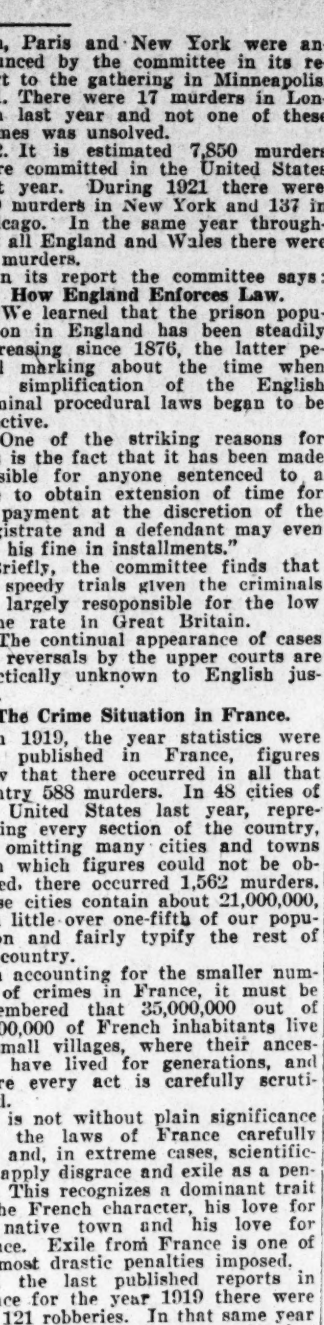 , Paris and New York were an-
unced by the committee in its re-
t to the gathering in Minneapolis
. There were 17 murders in Lon-
last year and not one of these
mes was unsolved.
. It is estimated 7,850 murders
re committed in the United States
t year. During 1921 there were
murders in New York and 137 in
icago. In the same year through-
all England and Wales there were
murders.
n its report the committee says:
How England Enforces Law.
"We learned that the prison popu-
on in England has been steadily
reasing since 1876, the latter pe-
d marking about the time when
simplification of the English
minal procedural laws began to be
ctive.
"One of the striking reasons for
is the fact that it has been made
sible for anyone sentenced to a
to obtain extension of time for
payment at the discretion of the
gistrate and a defendant may even
his fine in installments."
riefly, the committee finds that
speedy trials given the criminals
largely resoponsible for the low
me rate in Great Britain.
The continual appearance of cases
reversals by the upper courts are
ctically unknown to English jus-
The Crime Situation in France.
n 1919, the year statistics were
published in France, figures
w that there occurred in all that
ntry 588 murders. In 48 cities of
United States last year, repre-
ing every section of the country,
omitting many cities and towns
which figures could not be ob-
ed, there occurred 1,562 murders.
se cities contain about 21,000,000,
little over one-fifth of our popu-
on and fairly typify the rest of
country.
accounting for the smaller num-
of crimes in France, it must be
embered that 35,000,000 out of
00,000 of French inhabitants live
small villages, where their ances-
have lived for generations, and
re every act is carefully scruti-
d.
is not without plain significance
the laws of France carefully
and, in extreme cases, scientific-
apply disgrace and exile as a pen-
This recognizes a dominant trait
he French character, his love for
native town and his love for
ce. Exile from France is one of
most drastic penalties imposed.
the last published reports in
ce for the year 1919 there were
121 robberies. In that same year